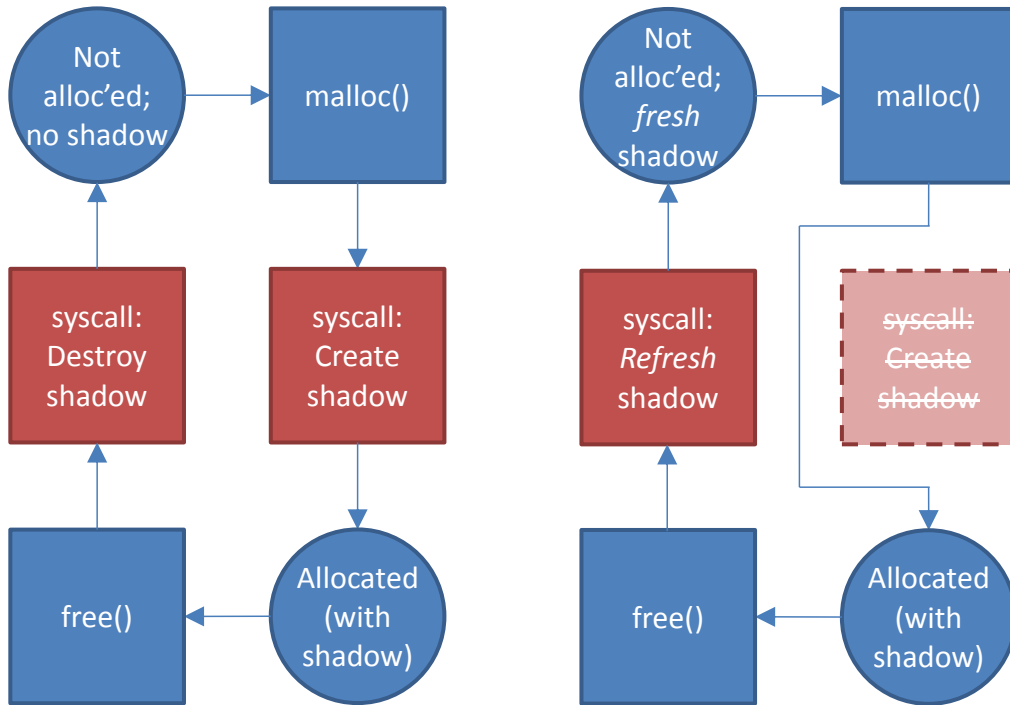 Not
alloc’ed;
no shadow
malloc()
syscall:
Destroy
shadow
syscall:
Create
shadow
free()
Allocated
(with
shadow)
Not
alloc’ed;
fresh
shadow
malloc()
syscall:
Refresh
shadow
syscall:
Create
shadow
free()
Allocated
(with
shadow)